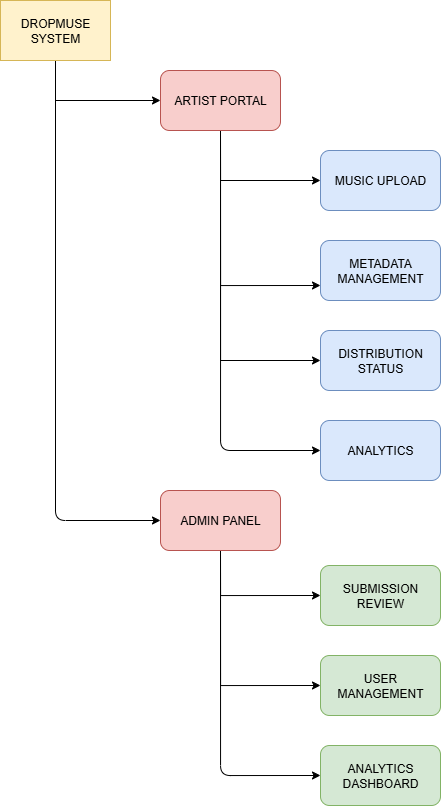 DROPMUSE
SYSTEM
ARTIST PORTAL
MUSIC UPLOAD
METADATA
MANAGEMENT
DISTRIBUTION
STATUS
ANALYTICS
ADMIN PANEL
SUBMISSION
REVIEW
USER
MANAGEMENT
ANALYTICS
DASHBOARD